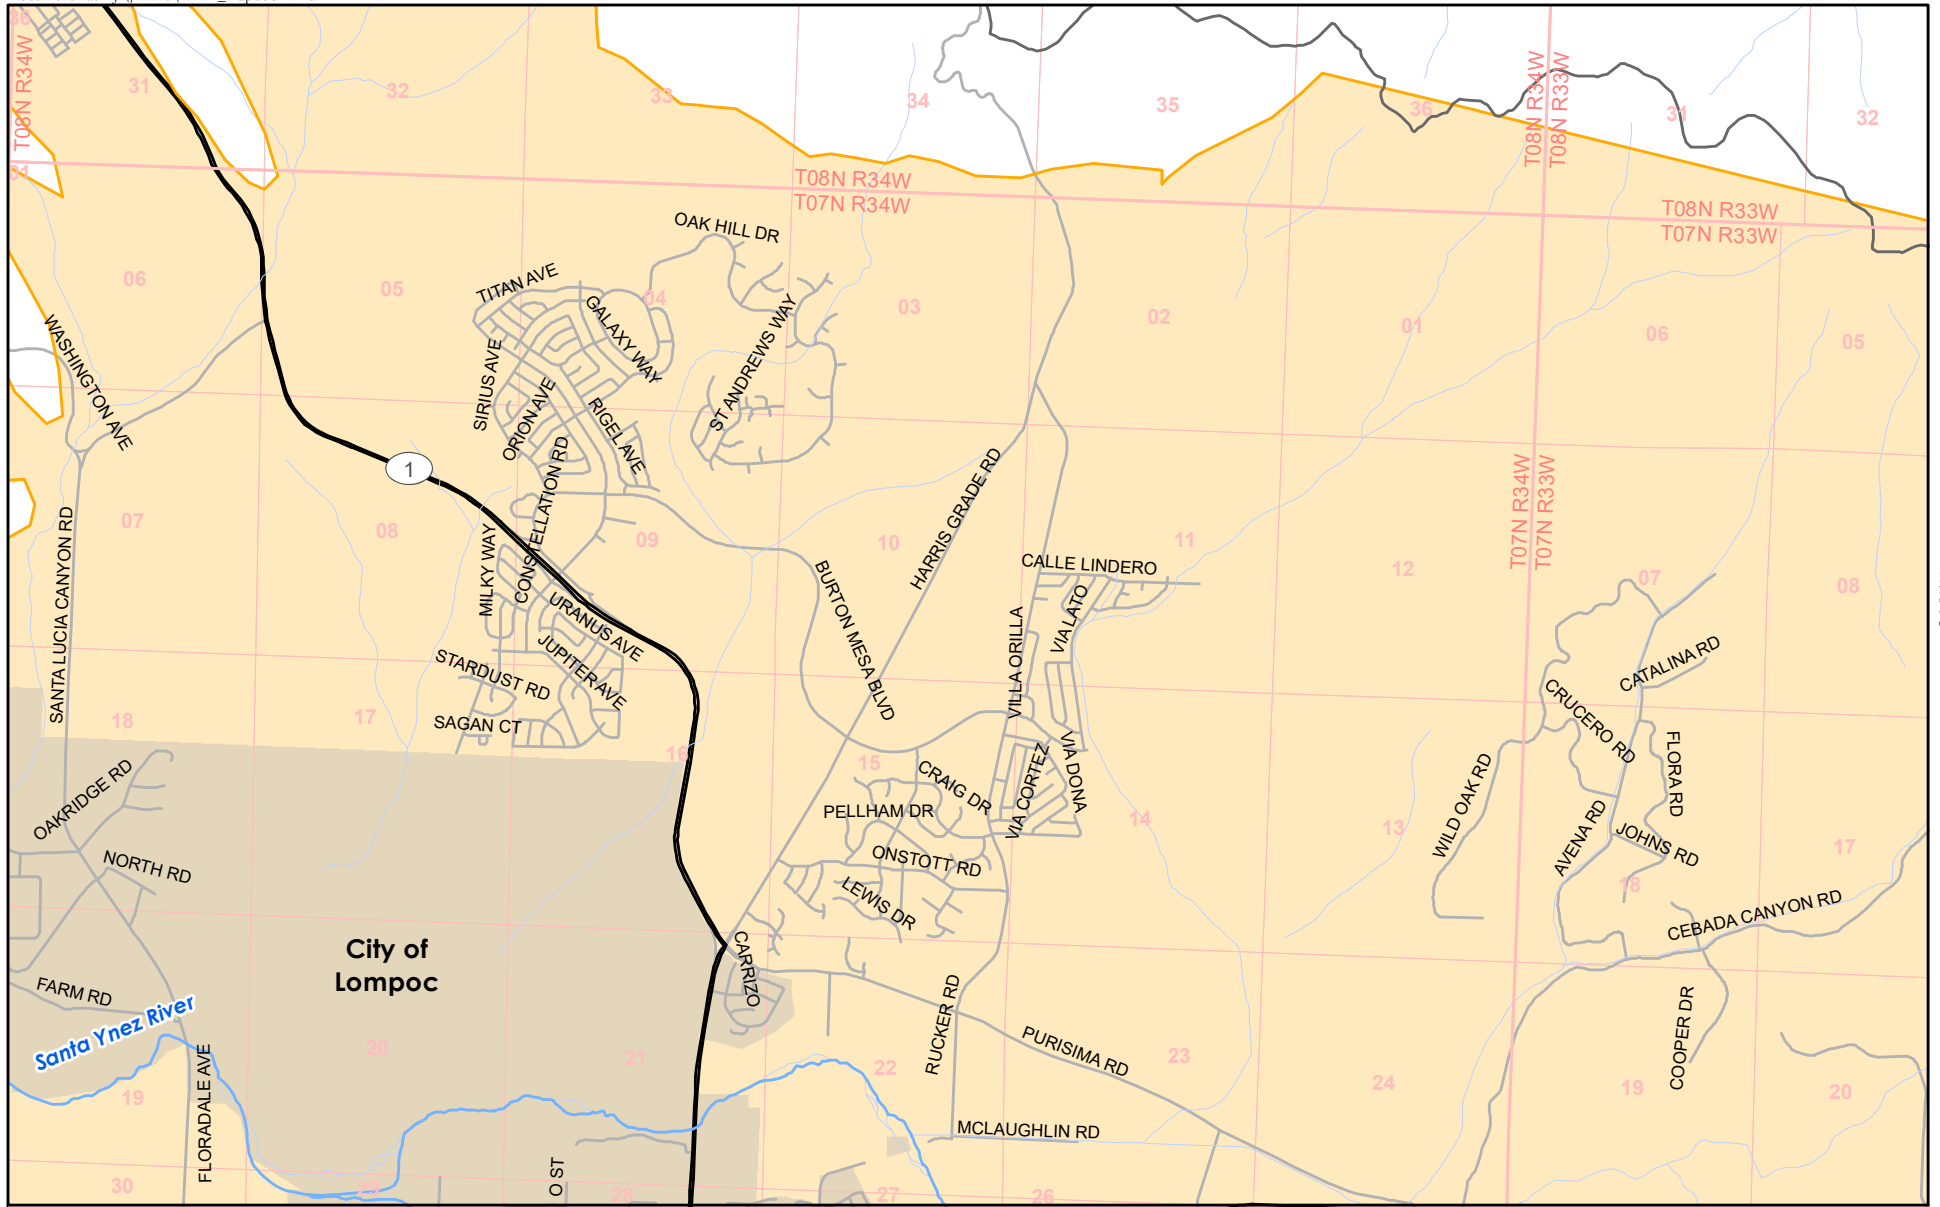 36
T08N R34W
31
32
33
34
35
36
T08N R34W
T08N R33W
31
32
01
T08N R34W
T07N R34W
T08N R33W
T07N R33W
OAK HILL DR
06
05
TITAN AVE
04
GALAXY WAY
03
02
01
06
05
WASHINGTON AVE
SIRIUS AVE
ORION AVE
RIGEL AVE
ST ANDREWS WAY
1
CONSTELLATION RD
HARRIS GRADE RD
T07N R34W
T07N R33W
SANTA LUCIA CANYON RD
07
08
MILKY WAY
09
10
11
12
07
08
CALLE LINDERO
URANUS AVE
BURTON MESA BLVD
VILLA ORILLA
VIA LATO
JUPITER AVE
STARDUST RD
SAGAN CT
CATALINA RD
CRUCERO RD
18
17
16
15
14
13
18
17
VIA DONA
VIA CORTEZ
WILD OAK RD
FLORA RD
OAKRIDGE RD
CRAIG DR
PELLHAM DR
AVENA RD
JOHNS RD
NORTH RD
ONSTOTT RD
LEWIS DR
CEBADA CANYON RD
City of
Lompoc
CARRIZO
FARM RD
Santa Ynez River
RUCKER RD
PURISIMA RD
COOPER DR
19
20
21
22
23
24
19
20
FLORADALE AVE
MCLAUGHLIN RD
O ST
30
29
28
27
26